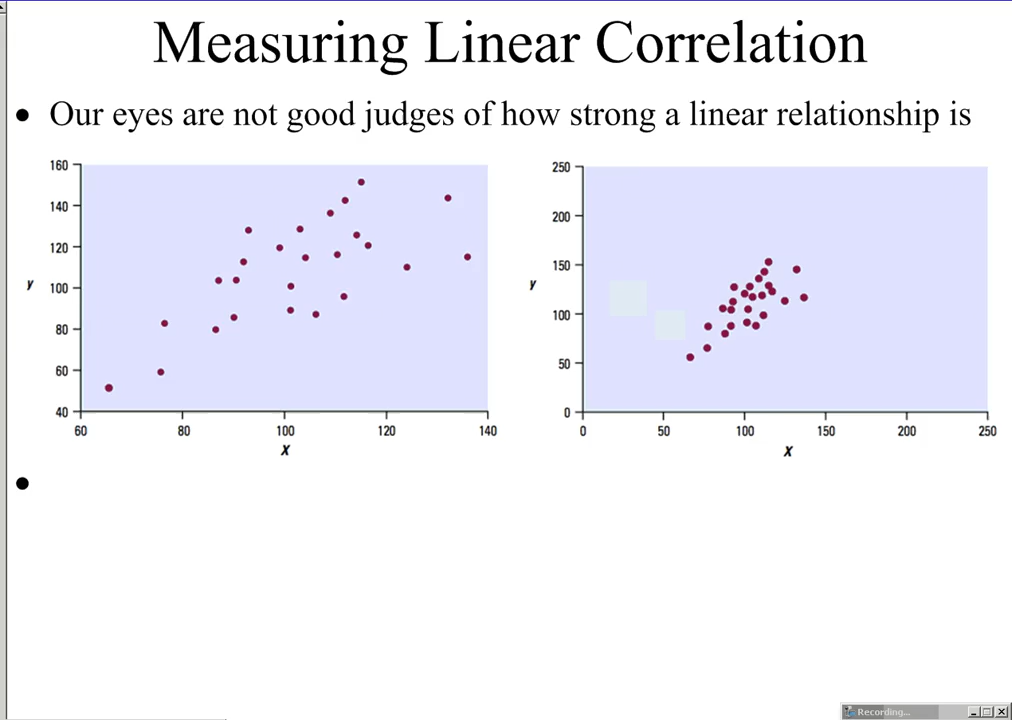 Measuring Linear Correlation
• Our eyes are not good judges of how strong a linear relationship is
160
140
120
100
80
60
40
y
60 80 100 120 140
X
250
200
150
100
50
0
y
0 50 100 150 200 250
X
•
Recording...